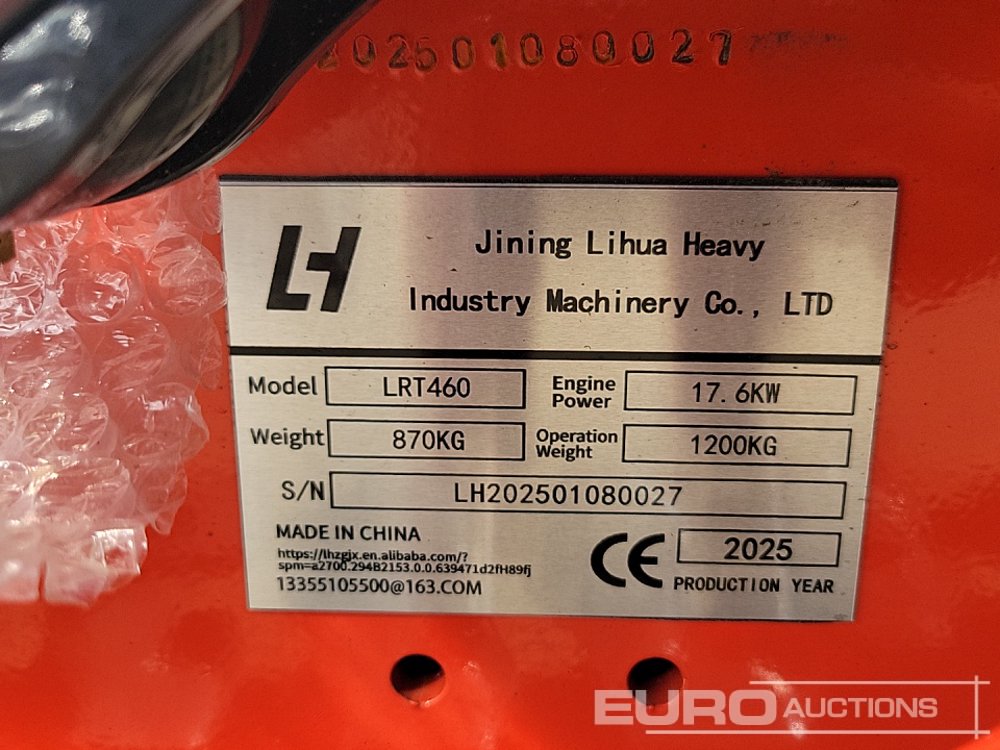 202501080027
LH
Jining Lihua Heavy
Industry Machinery Co., LTD
Model LRT460 Engine Power 17.6KW
Weight 870KG Operation Weight 1200KG
S/N LH202501080027
MADE IN CHINA
https://lhzgjx.en.alibaba.com/?
spm=a2700.294B2153.0.0.639471d2fH89fj
13355105500@163.COM
CE 2025
PRODUCTION YEAR
EURO AUCTIONS